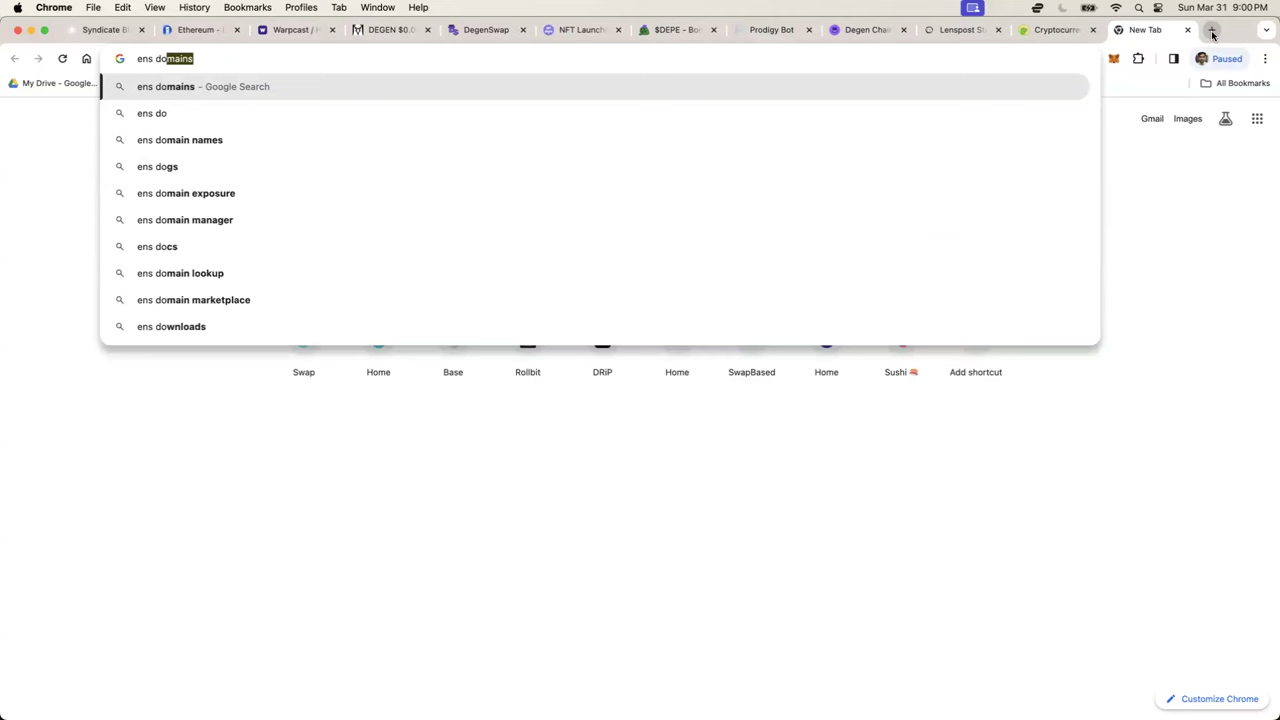 Chrome File Edit View History Bookmarks Profiles Tab Window Help Sun Mar 31 9:00 PM
Syndicate B Ethereum - Warpcast / DEGEN $0. DegenSwa NFT Launch $DEPE - Bo Prodigy Bot Degen Chai Lenspost St Cryptocurre New Tab
ens domains Paused
My Drive - Google... All Bookmarks
ens domains - Google Search
ens do
Gmail Images
ens domain names
ens dogs
ens domain exposure
ens domain manager
ens docs
ens domain lookup
ens domain marketplace
ens downloads
Swap Home Base Rollbit DRiP Home SwapBased Home Sushi 🍣 Add shortcut
Customize Chrome